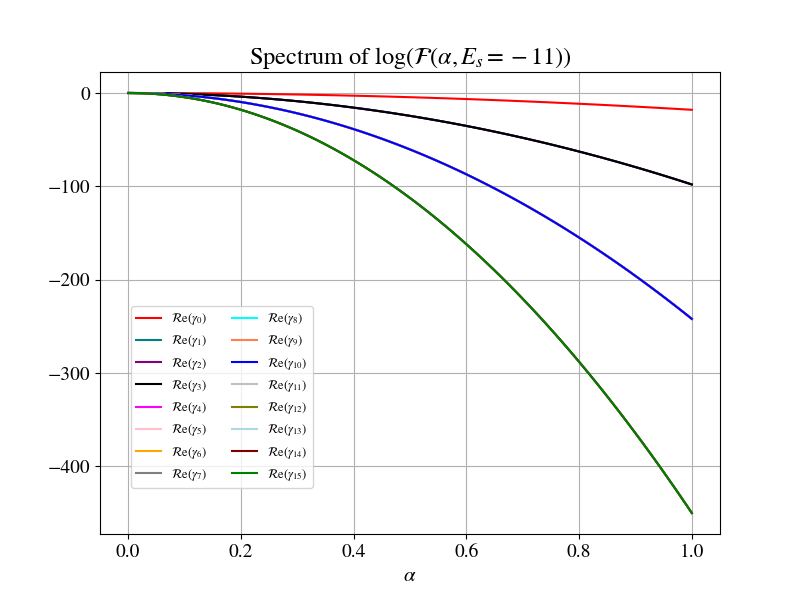 Spectrum of log(ℱ(α, E_s = −11))
0
−100
−200
−300
−400
ℛe(γ₀) ℛe(γ₈)
ℛe(γ₁) ℛe(γ₉)
ℛe(γ₂) ℛe(γ₁₀)
ℛe(γ₃) ℛe(γ₁₁)
ℛe(γ₄) ℛe(γ₁₂)
ℛe(γ₅) ℛe(γ₁₃)
ℛe(γ₆) ℛe(γ₁₄)
ℛe(γ₇) ℛe(γ₁₅)
0.0 0.2 0.4 0.6 0.8 1.0
α